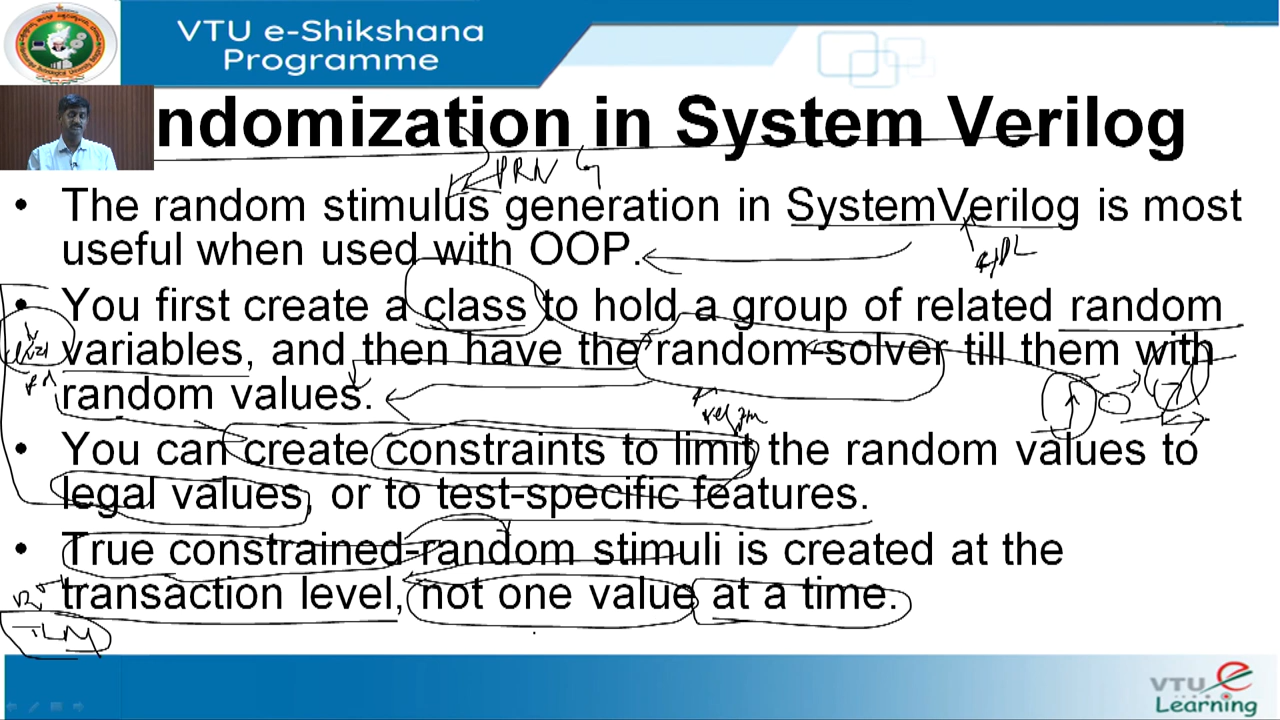 VTU e-Shikshana
Programme
ndomization in System Verilog
PRN G
• The random stimulus generation in SystemVerilog is most
useful when used with OOP.
• You first create a class to hold a group of related random
variables, and then have the random-solver till them with
random values.
• You can create constraints to limit the random values to
legal values, or to test-specific features.
• True constrained-random stimuli is created at the
transaction level, not one value at a time.
TLM
VTU e
Learning